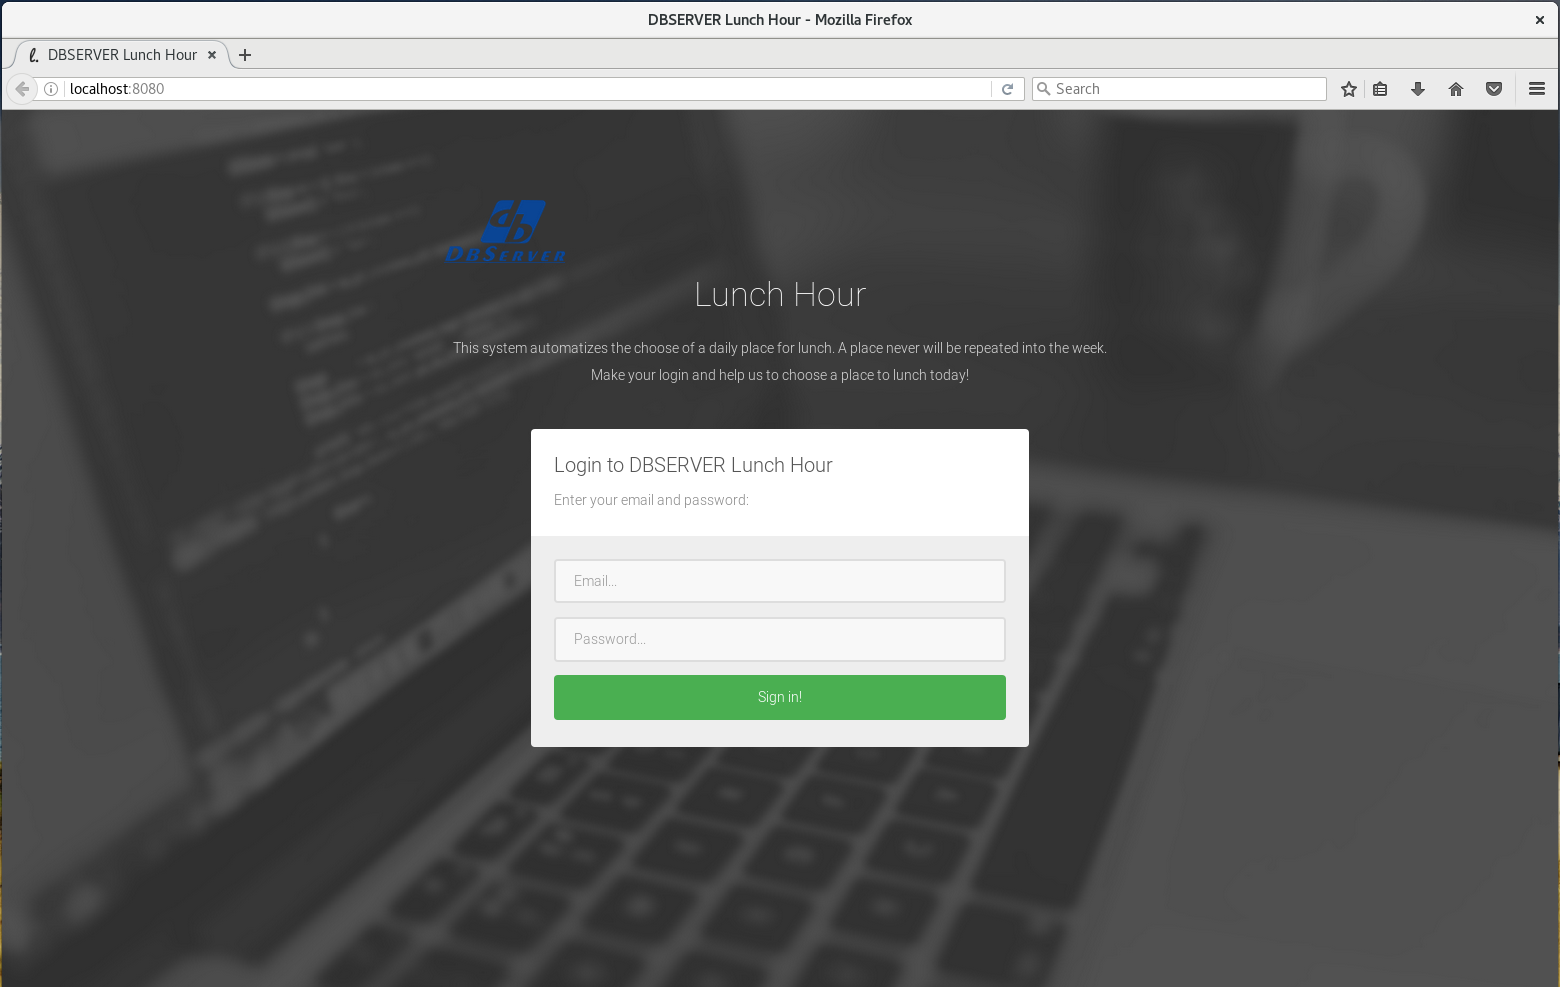 DBSERVER Lunch Hour - Mozilla Firefox
DBSERVER Lunch Hour
localhost:8080
Search
db
DBSERVER
Lunch Hour
This system automatizes the choose of a daily place for lunch. A place never will be repeated into the week.
Make your login and help us to choose a place to lunch today!
Login to DBSERVER Lunch Hour
Enter your email and password:
Email...
Password...
Sign in!